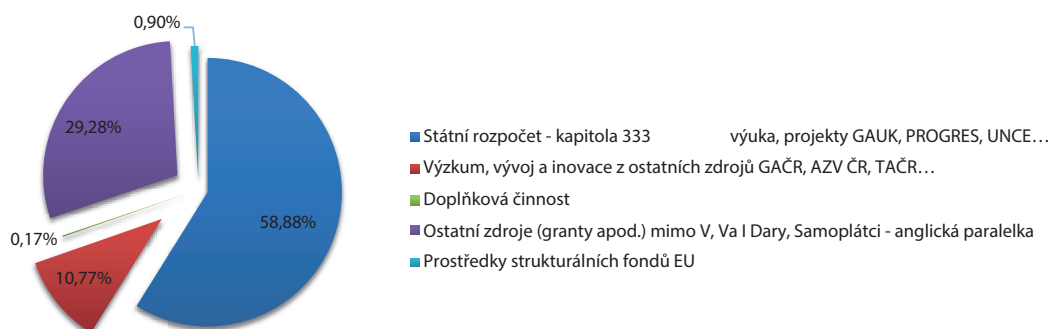 0,90%
29,28%
0,17%
10,77%
58,88%
Státní rozpočet - kapitola 333 výuka, projekty GAUK, PROGRES, UNCE…
Výzkum, vývoj a inovace z ostatních zdrojů GAČR, AZV ČR, TAČR…
Doplňková činnost
Ostatní zdroje (granty apod.) mimo V, Va I Dary, Samoplátci - anglická paralelka
Prostředky strukturálních fondů EU